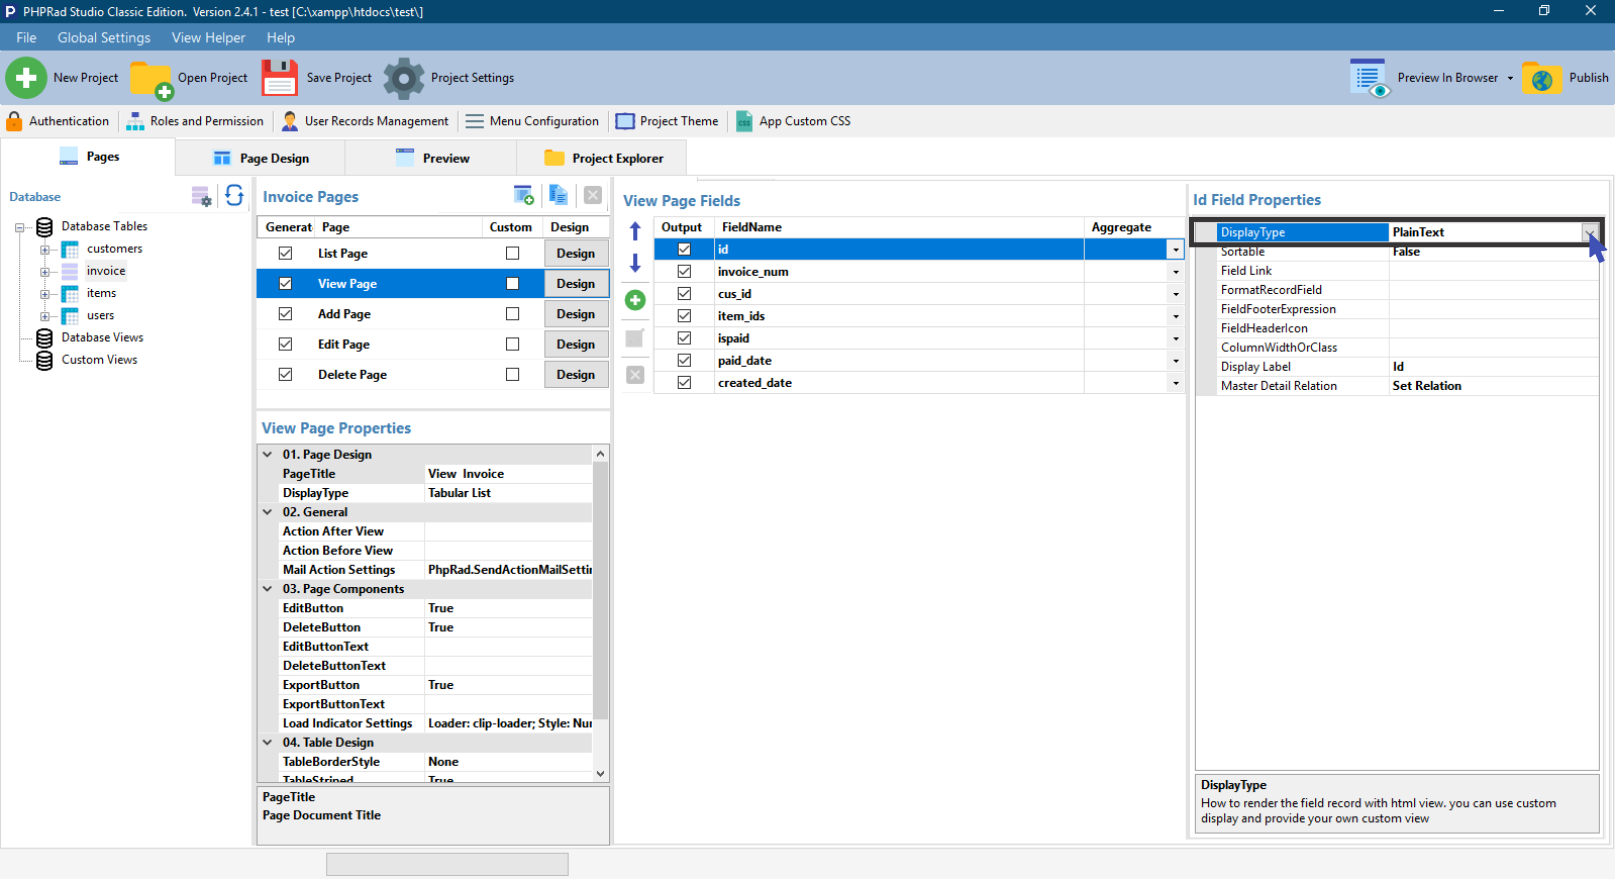 PHPRad Studio Classic Edition. Version 2.4.1 - test [C:\xampp\htdocs\test\]
File Global Settings View Helper Help
New Project Open Project Save Project Project Settings Preview In Browser Publish
Authentication Roles and Permission User Records Management Menu Configuration Project Theme App Custom CSS
Pages Page Design Preview Project Explorer
Database
Database Tables
customers
invoice
items
users
Database Views
Custom Views
Invoice Pages
Generat Page Custom Design
List Page Design
View Page Design
Add Page Design
Edit Page Design
Delete Page Design
View Page Properties
01. Page Design
PageTitle View Invoice
DisplayType Tabular List
02. General
Action After View
Action Before View
Mail Action Settings PhpRad.SendActionMailSettin
03. Page Components
EditButton True
DeleteButton True
EditButtonText
DeleteButtonText
ExportButton True
ExportButtonText
Load Indicator Settings Loader: clip-loader; Style: Nur
04. Table Design
TableBorderStyle None
TableStriped True
PageTitle
Page Document Title
View Page Fields
Output FieldName Aggregate
id
invoice_num
cus_id
item_ids
ispaid
paid_date
created_date
Id Field Properties
DisplayType PlainText
Sortable False
Field Link
FormatRecordField
FieldFooterExpression
FieldHeaderIcon
ColumnWidthOrClass
Display Label Id
Master Detail Relation Set Relation
DisplayType
How to render the field record with html view. you can use custom
display and provide your own custom view